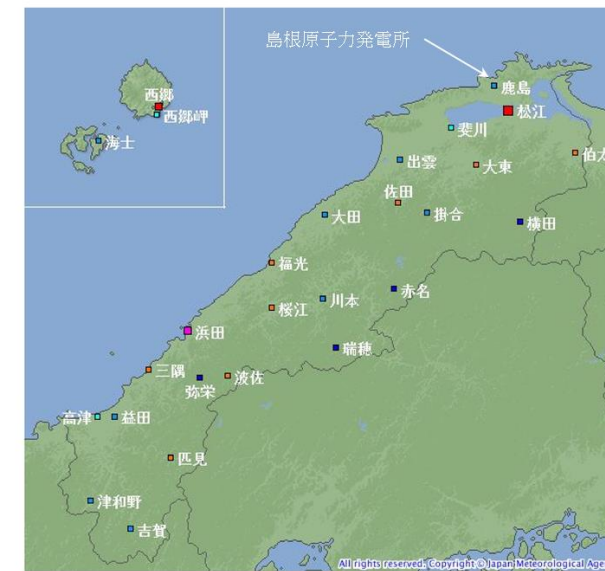 島根原子力発電所
鹿島
松江
西郷
西郷岬
海士
斐川
出雲
大東
伯太
佐田
大田
掛合
横田
福光
川本
赤名
桜江
浜田
瑞穂
三隅
弥栄
波佐
高津
益田
匹見
津和野
吉賀
All rights reserved. Copyright © Japan Meteorological Age